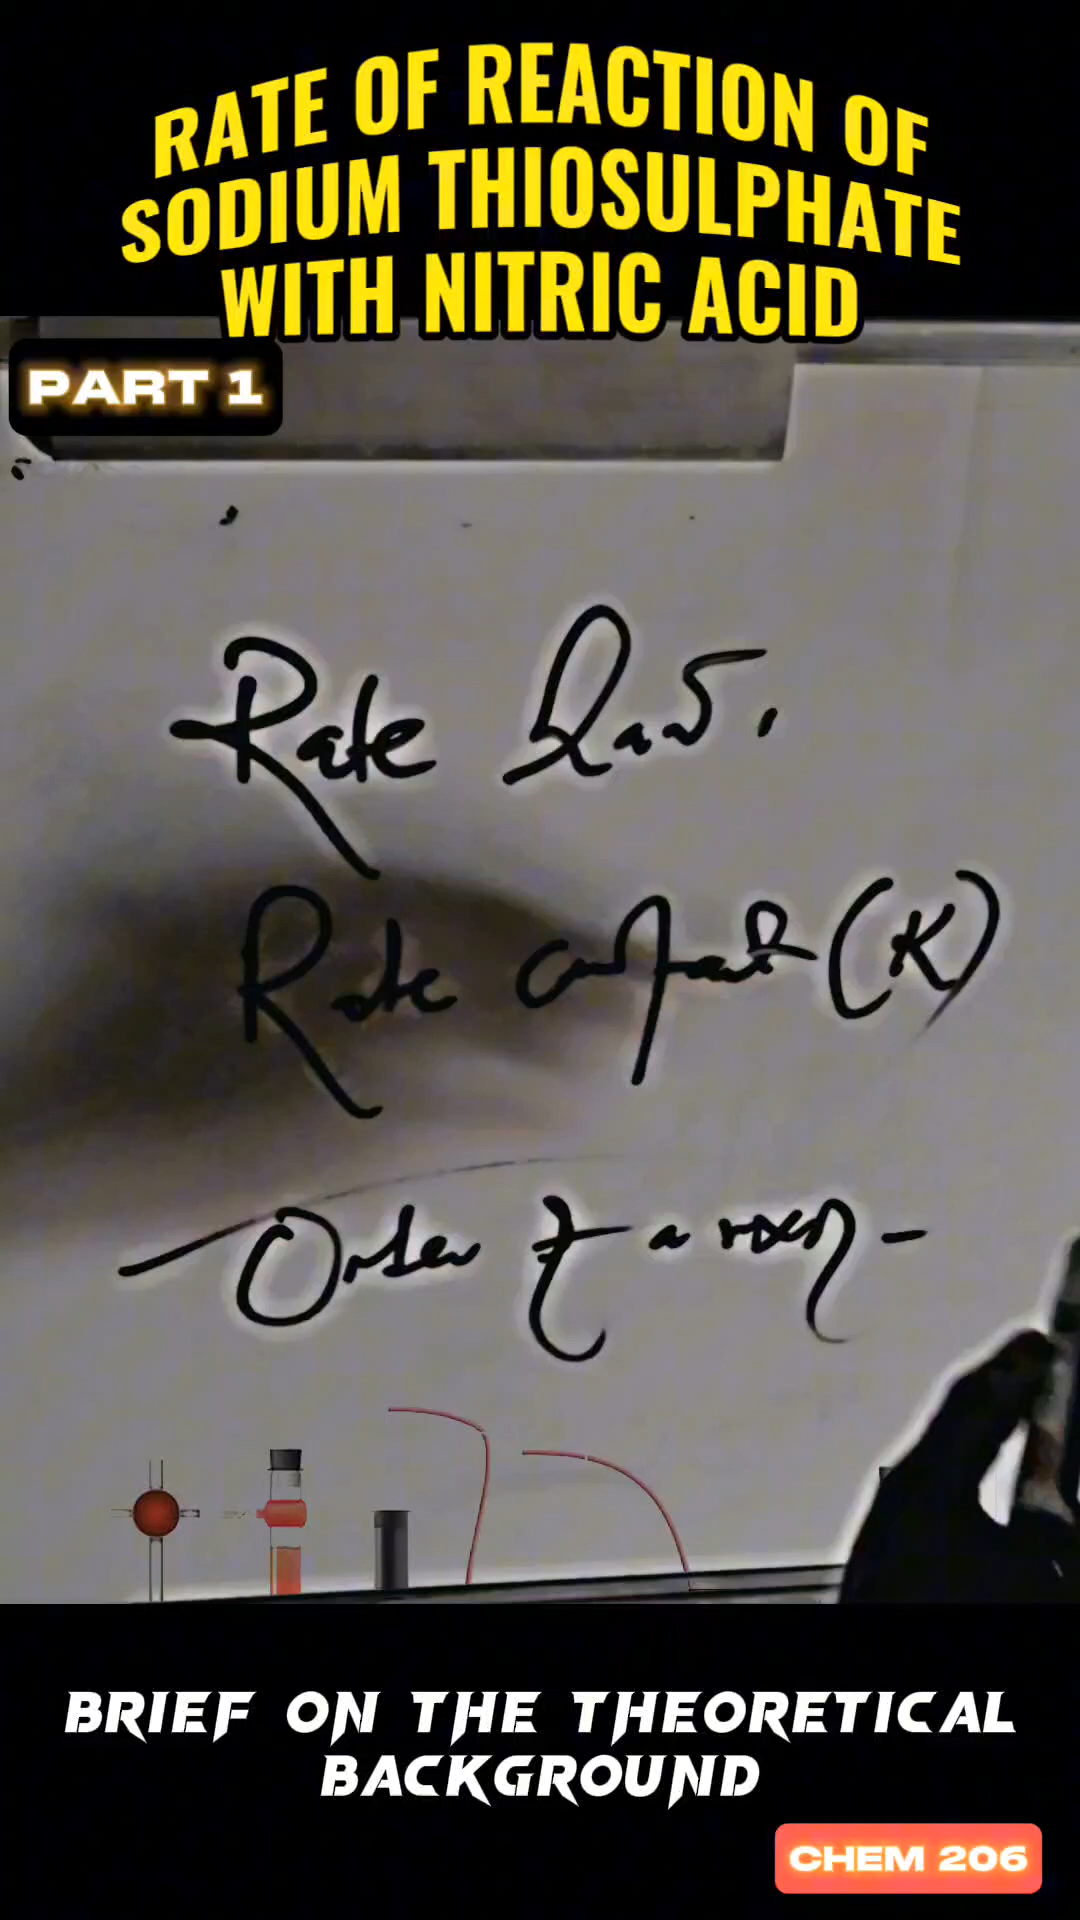 RATE OF REACTION OF
SODIUM THIOSULPHATE
WITH NITRIC ACID
PART 1
Rate law.
Rate constant (K)
- Order of a rxn -
BRIEF ON THE THEORETICAL
BACKGROUND
CHEM 206